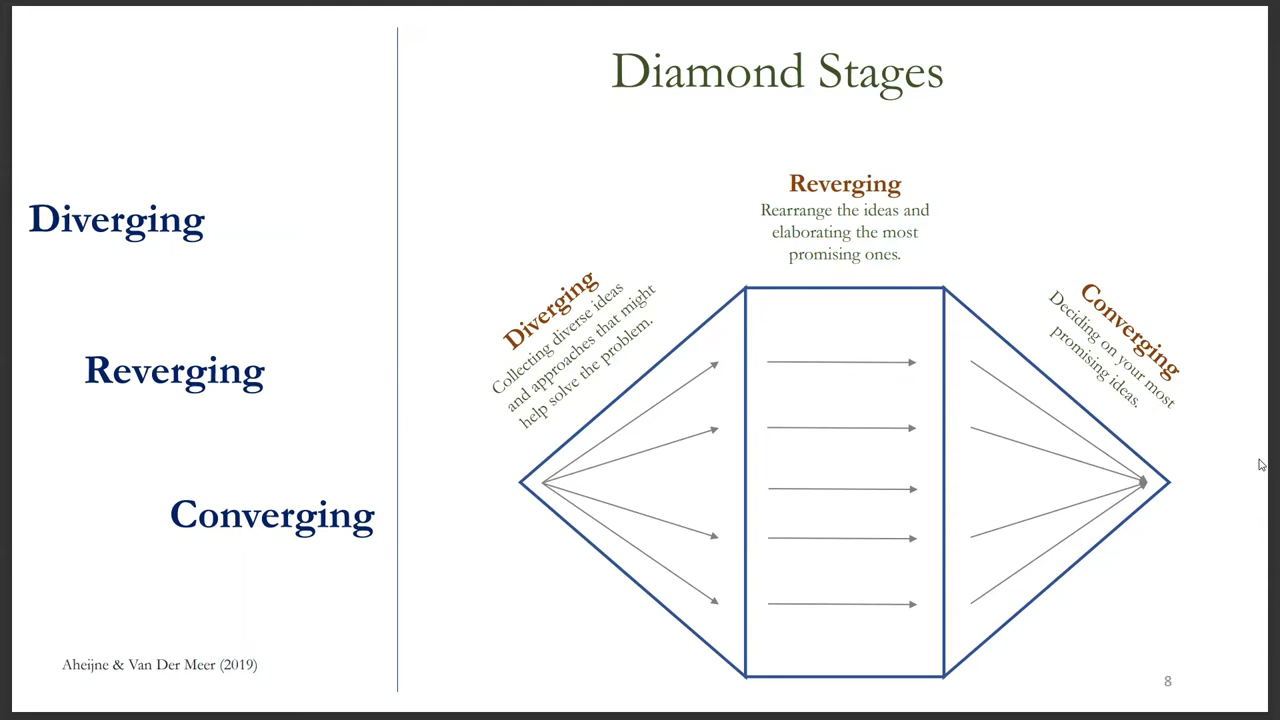 Diamond Stages
Diverging
Reverging
Converging
Aheijne & Van Der Meer (2019)
Diverging
Collecting diverse ideas
and approaches that might
help solve the problem.
Reverging
Rearrange the ideas and
elaborating the most
promising ones.
Converging
Deciding on your most
promising ideas.
8